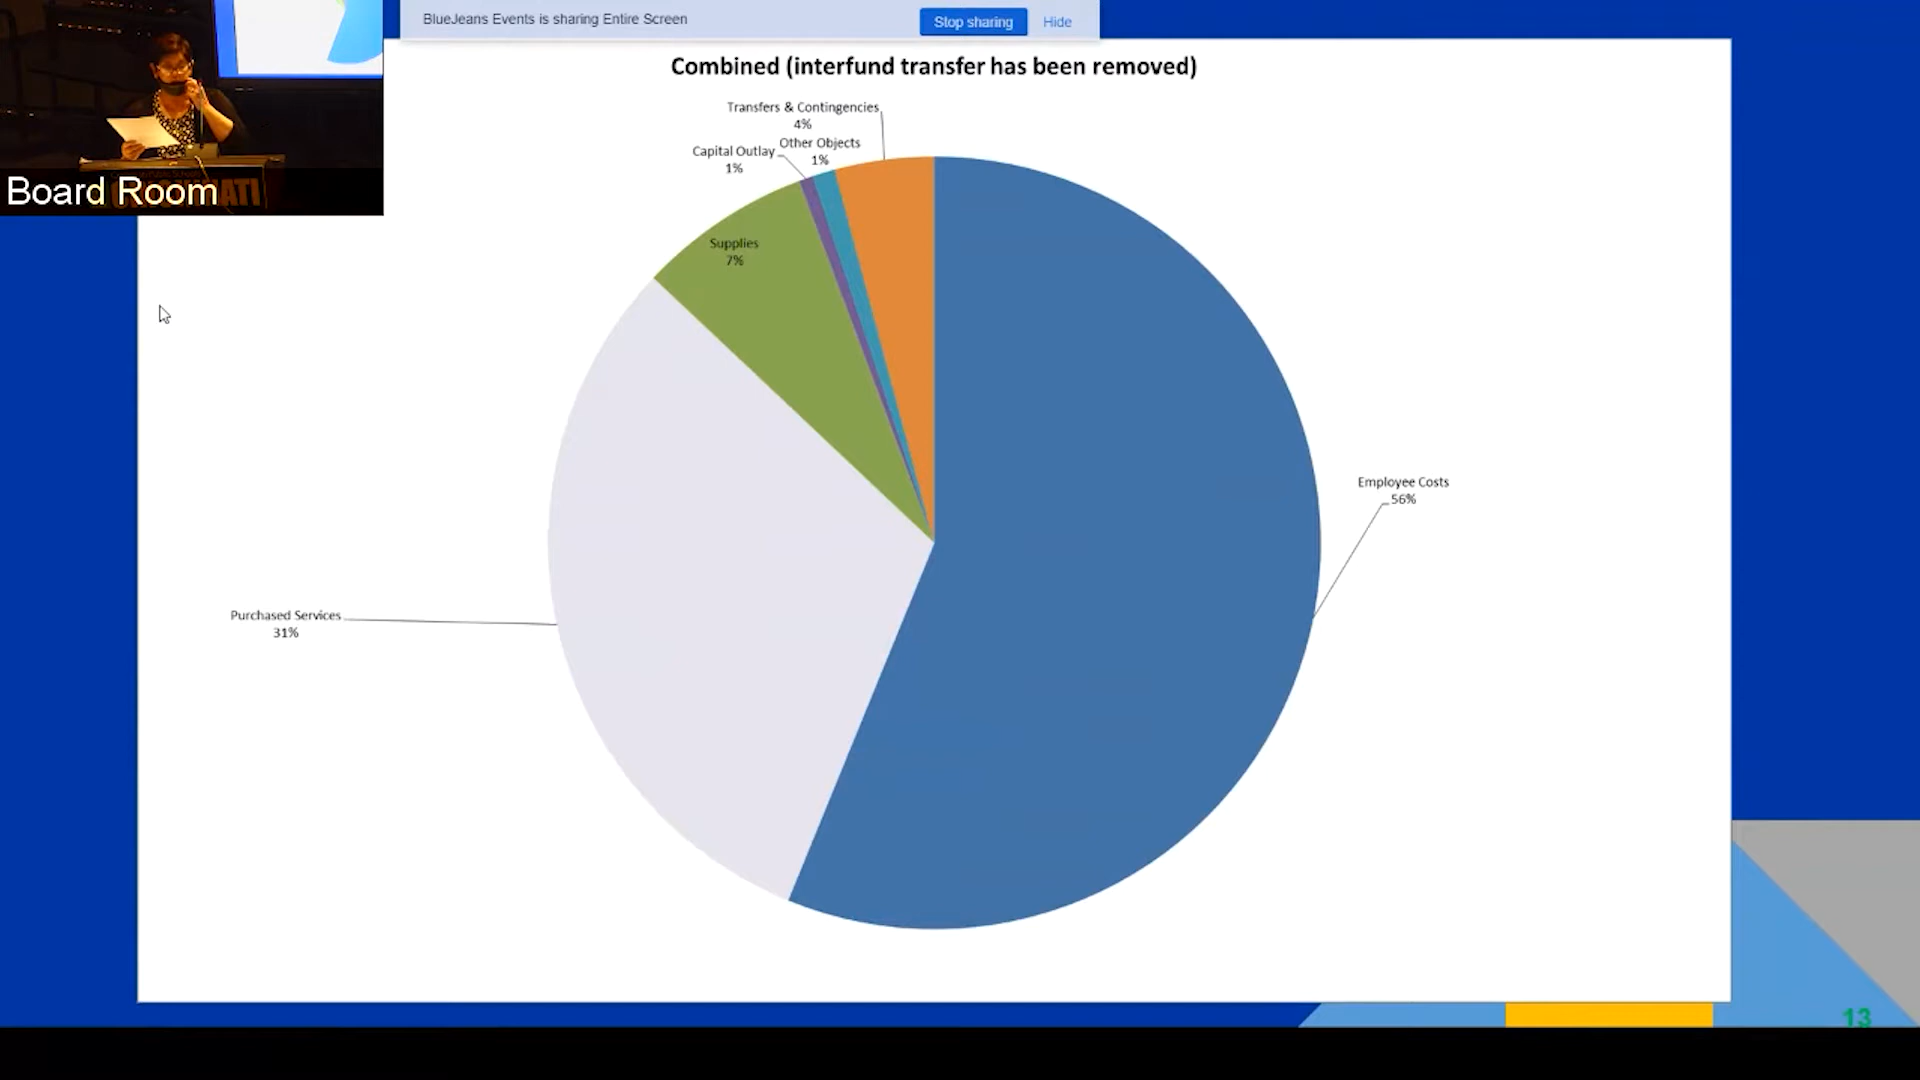 BlueJeans Events is sharing Entire Screen
Stop sharing
Hide
Board Room
Combined (interfund transfer has been removed)
Transfers & Contingencies
4%
Other Objects
1%
Capital Outlay
1%
Supplies
7%
Employee Costs
56%
Purchased Services
31%
13